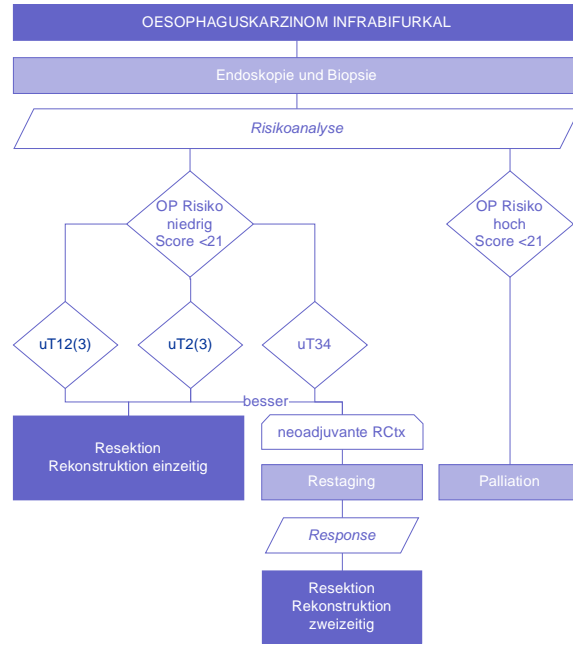 OESOPHAGUSKARZINOM INFRABIFURKAL
Endoskopie und Biopsie
Risikoanalyse
OP Risiko
niedrig
Score <21
OP Risiko
hoch
Score <21
uT12(3)
uT2(3)
uT34
besser
Resektion
Rekonstruktion einzeitig
neoadjuvante RCtx
Restaging
Palliation
Response
Resektion
Rekonstruktion
zweizeitig